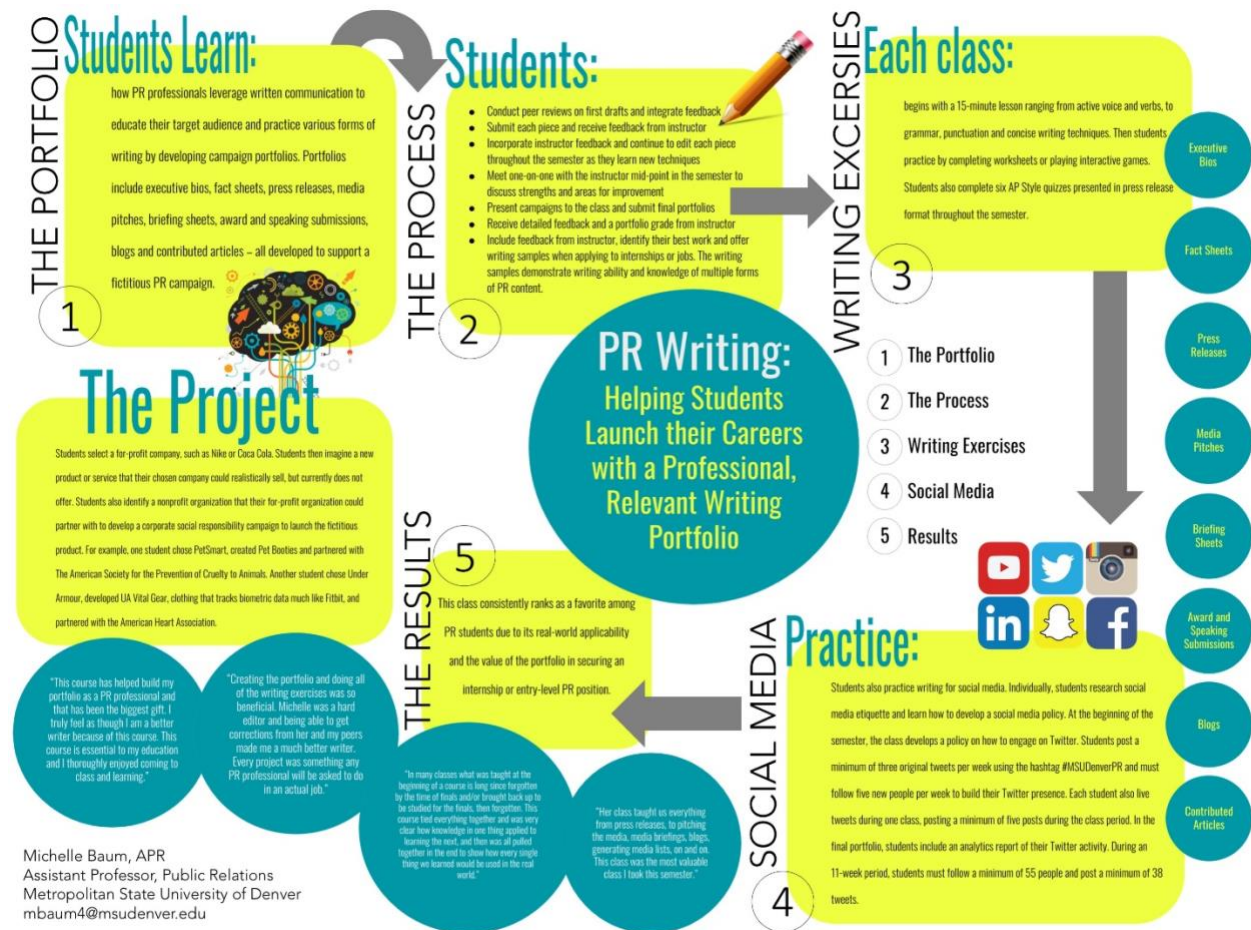 THE PORTFOLIO
Students Learn:
how PR professionals leverage written communication to
educate their target audience and practice various forms of
writing by developing campaign portfolios. Portfolios
include executive bios, fact sheets, press releases, media
pitches, briefing sheets, award and speaking submissions,
blogs and contributed articles – all developed to support a
fictitious PR campaign.
1
THE PROCESS
Students:
• Conduct peer reviews on first drafts and integrate feedback
• Submit each piece and receive feedback from instructor
• Incorporate instructor feedback and continue to edit each piece
throughout the semester as they learn new techniques
• Meet one-on-one with the instructor mid-point in the semester to
discuss strengths and areas for improvement
• Present campaigns to the class and submit final portfolios
• Receive detailed feedback and a portfolio grade from instructor
• Include feedback from instructor, identify their best work and offer
writing samples when applying to internships or jobs. The writing
samples demonstrate writing ability and knowledge of multiple forms
of PR content.
2
WRITING EXCERSIES
Each class:
begins with a 15-minute lesson ranging from active voice and verbs, to
grammar, punctuation and concise writing techniques. Then students
practice by completing worksheets or playing interactive games.
Students also complete six AP Style quizzes presented in press release
format throughout the semester.
3
Executive
Bios
Fact Sheets
Press
Releases
Media
Pitches
Briefing
Sheets
Award and
Speaking
Submissions
Blogs
Contributed
Articles
PR Writing:
Helping Students
Launch their Careers
with a Professional,
Relevant Writing
Portfolio
1 The Portfolio
2 The Process
3 Writing Exercises
4 Social Media
5 Results
The Project
Students select a for-profit company, such as Nike or Coca Cola. Students then imagine a new
product or service that their chosen company could realistically sell, but currently does not
offer. Students also identify a nonprofit organization that their for-profit organization could
partner with to develop a corporate social responsibility campaign to launch the fictitious
product. For example, one student chose PetSmart, created Pet Booties and partnered with
The American Society for the Prevention of Cruelty to Animals. Another student chose Under
Armour, developed UA Vital Gear, clothing that tracks biometric data much like Fitbit, and
partnered with the American Heart Association.
in
SOCIAL MEDIA
Practice:
Students also practice writing for social media. Individually, students research social
media etiquette and learn how to develop a social media policy. At the beginning of the
semester, the class develops a policy on how to engage on Twitter. Students post a
minimum of three original tweets per week using the hashtag #MSUDenverPR and must
follow five new people per week to build their Twitter presence. Each student also live
tweets during one class, posting a minimum of five posts during the class period. In the
final portfolio, students include an analytics report of their Twitter activity. During an
11-week period, students must follow a minimum of 55 people and post a minimum of 38
tweets.
4
THE RESULTS
5
This class consistently ranks as a favorite among
PR students due to its real-world applicability
and the value of the portfolio in securing an
internship or entry-level PR position.
"This course has helped build my
portfolio as a PR professional and
that has been the biggest gift. I
truly feel as though I am a better
writer because of this course. This
course is essential to my education
and I thoroughly enjoyed coming to
class and learning."
"Creating the portfolio and doing all
of the writing exercises was so
beneficial. Michelle was a hard
editor and being able to get
corrections from her and my peers
made me a much better writer.
Every project was something any
PR professional will be asked to do
in an actual job."
"In many classes what was taught at the
beginning of a course is long since forgotten
by the time of finals and/or brought back up to
be studied for the finals, then forgotten. This
course tied everything together and was very
clear how knowledge in one thing applied to
learning the next, and then was all pulled
together in the end to show how every single
thing we learned would be used in the real
world."
"Her class taught us everything
from press releases, to pitching
the media, media briefings, blogs,
generating media lists, on and on.
This class was the most valuable
class I took this semester."
Michelle Baum, APR
Assistant Professor, Public Relations
Metropolitan State University of Denver
mbaum4@msudenver.edu